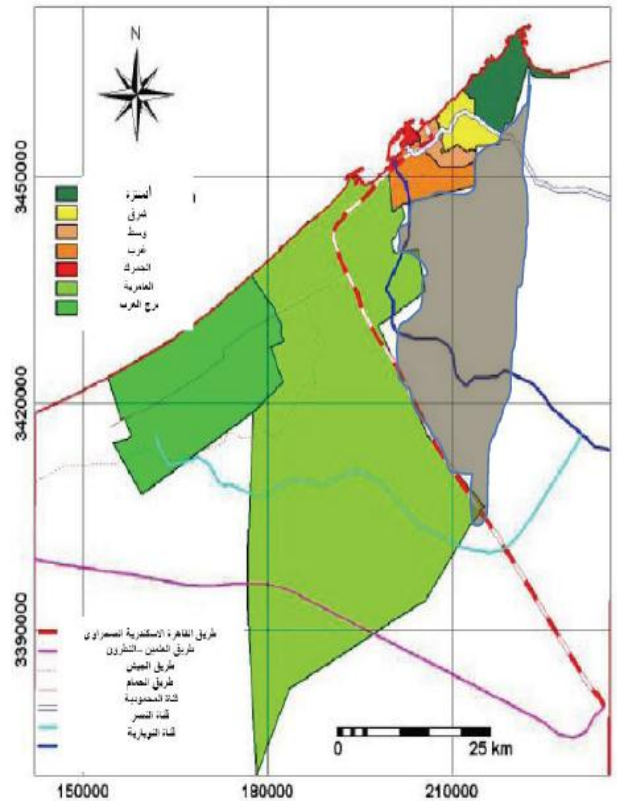 N
3450000
3420000
3390000
المنتزة
شرق
وسط
غرب
الجمرك
العامرية
برج العرب
طريق القاهرة الاسكندرية الصحراوي
طريق العلمين -النطرون
طريق الجيش
طريق الحمام
قناة المحمودية
قناة النصر
قناة النوبارية
0 25 km
150000 180000 210000